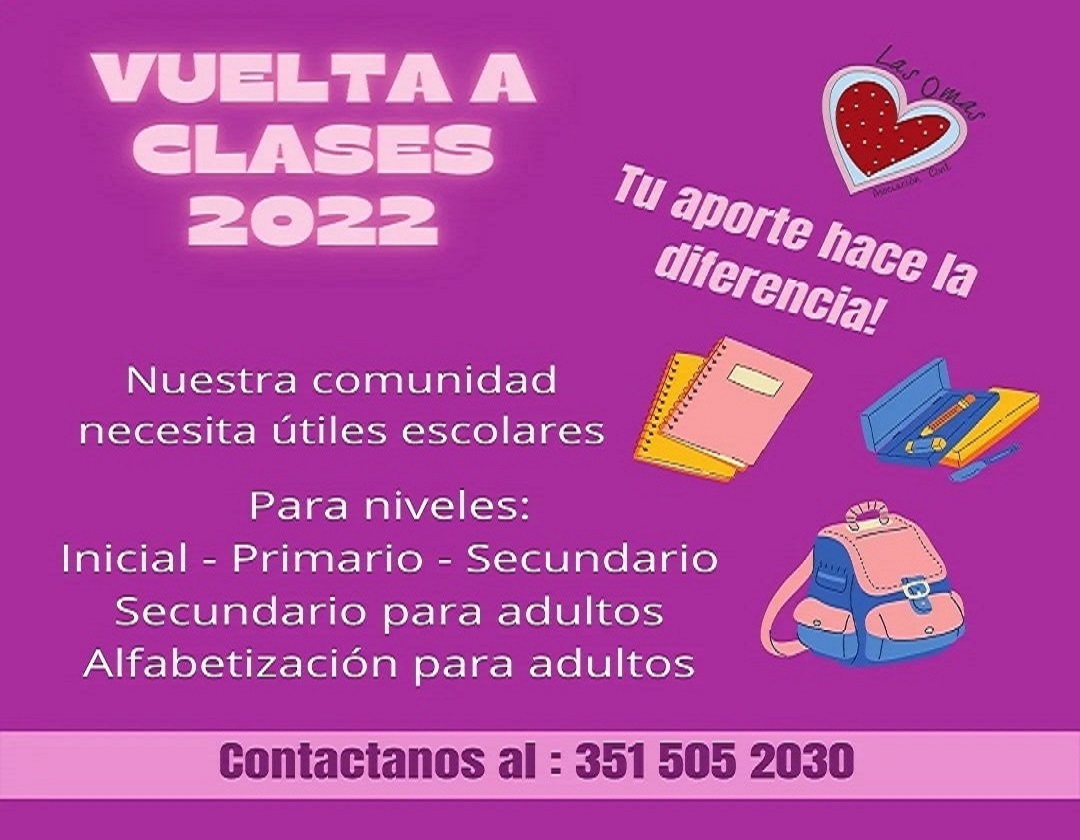 VUELTA A
CLASES
2022
Las Omas
Asociación Civil
Tu aporte hace la
diferencia!
Nuestra comunidad
necesita útiles escolares
Para niveles:
Inicial - Primario - Secundario
Secundario para adultos
Alfabetización para adultos
Contactanos al : 351 505 2030